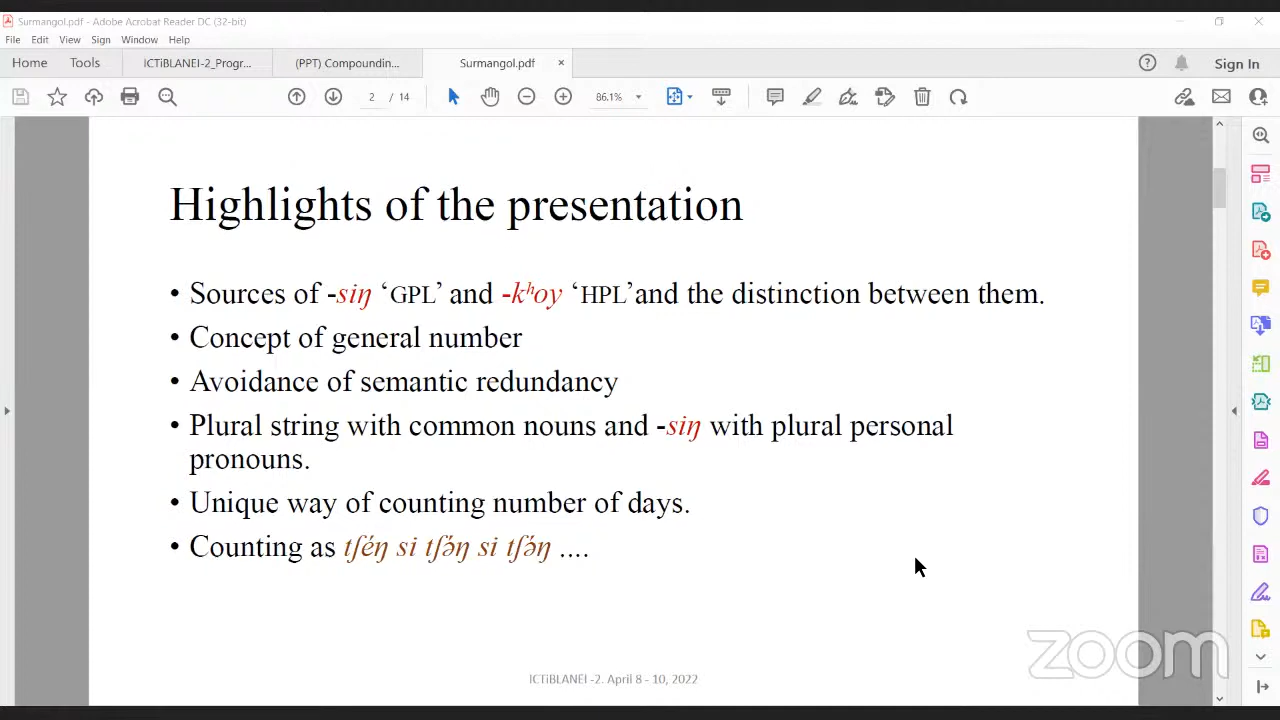 Surmangol.pdf - Adobe Acrobat Reader DC (32-bit)
File Edit View Sign Window Help
Home Tools ICTiBLANEI-2_Progr... (PPT) Compoundin... Surmangol.pdf × Sign In
2 / 14 86.1%
Highlights of the presentation
• Sources of -siŋ ‘GPL’ and -kʰoy ‘HPL’and the distinction between them.
• Concept of general number
• Avoidance of semantic redundancy
• Plural string with common nouns and -siŋ with plural personal
pronouns.
• Unique way of counting number of days.
• Counting as tʃéŋ si tʃə́ŋ si tʃə́ŋ ....
ICTiBLANEI -2. April 8 - 10, 2022
zoom